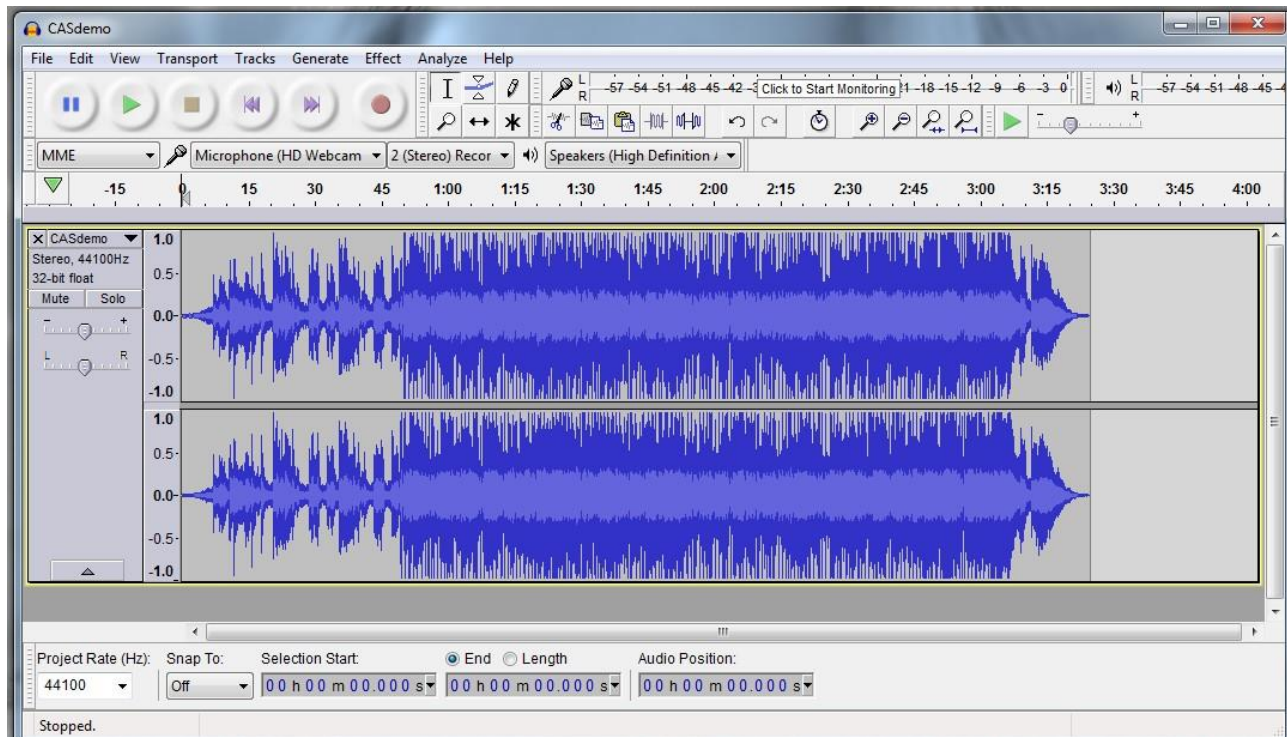 CASdemo
File Edit View Transport Tracks Generate Effect Analyze Help
L R -57 -54 -51 -48 -45 -42 -3 Click to Start Monitoring 1 -18 -15 -12 -9 -6 -3 0 L R -57 -54 -51 -48 -45 -4
MME Microphone (HD Webcam 2 (Stereo) Recor Speakers (High Definition
-15 0 15 30 45 1:00 1:15 1:30 1:45 2:00 2:15 2:30 2:45 3:00 3:15 3:30 3:45 4:00
X CASdemo 1.0
Stereo, 44100Hz
32-bit float 0.5
Mute Solo
- + 0.0
L R -0.5
-1.0
1.0
0.5
0.0
-0.5
-1.0
Project Rate (Hz): Snap To: Selection Start: End Length Audio Position:
44100 Off 00 h 00 m 00.000 s 00 h 00 m 00.000 s 00 h 00 m 00.000 s
Stopped.